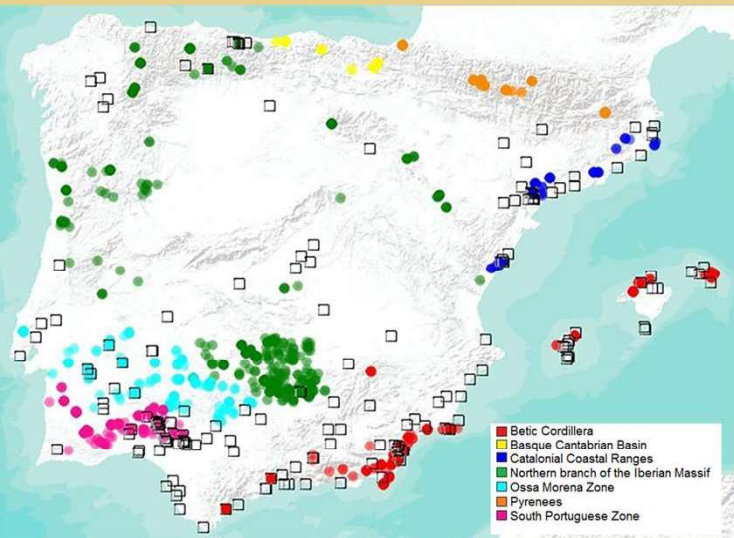 Betic Cordillera
Basque Cantabrian Basin
Catalonial Coastal Ranges
Northern branch of the Iberian Massif
Ossa Morena Zone
Pyrenees
South Portuguese Zone